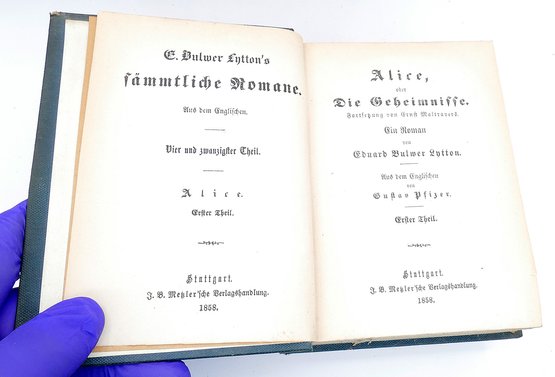 E. Bulwer Lytton's
sämmtliche Romane.
Aus dem Englischen.
Vier und zwanzigster Theil.
Alice.
Erster Theil.
Stuttgart.
J. B. Metzler'sche Verlagshandlung.
1858.
Alice,
oder
Die Geheimnisse.
Fortsetzung von Ernst Maltravers.
Ein Roman
von
Eduard Bulwer Lytton.
Aus dem Englischen
von
Gustav Pfizer.
Erster Theil.
Stuttgart.
J. B. Metzler'sche Verlagshandlung.
1858.